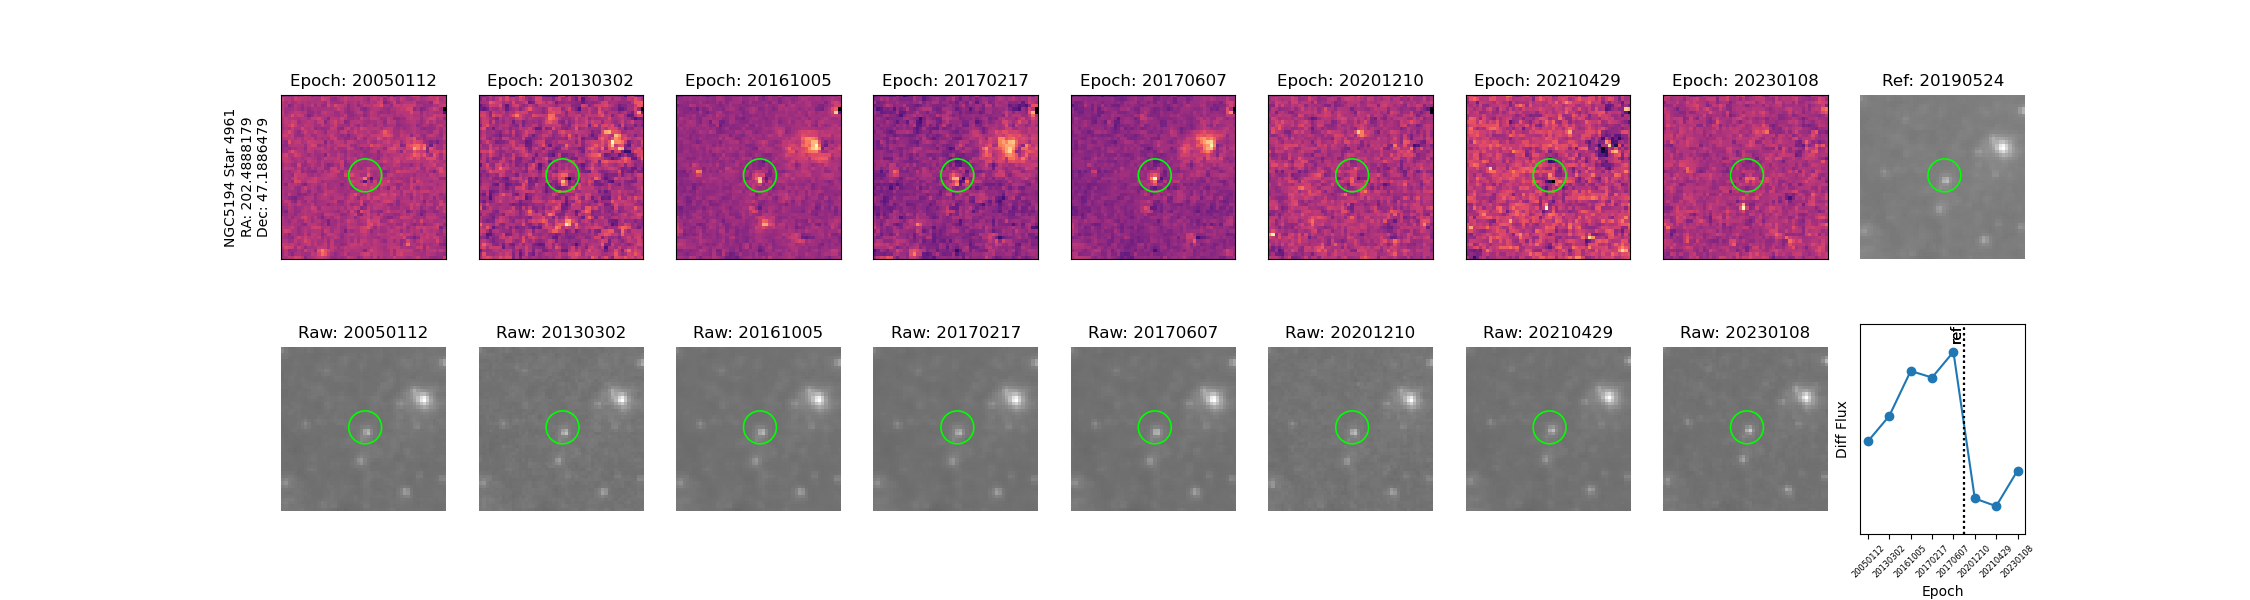 NGC5194 Star 4961
RA: 202.4888179
Dec: 47.1886479
Epoch: 20050112
Epoch: 20130302
Epoch: 20161005
Epoch: 20170217
Epoch: 20170607
Epoch: 20201210
Epoch: 20210429
Epoch: 20230108
Ref: 20190524
Raw: 20050112
Raw: 20130302
Raw: 20161005
Raw: 20170217
Raw: 20170607
Raw: 20201210
Raw: 20210429
Raw: 20230108
ref
Diff Flux
20050112
20130302
20161005
20170217
20170607
20201210
20210429
20230108
Epoch